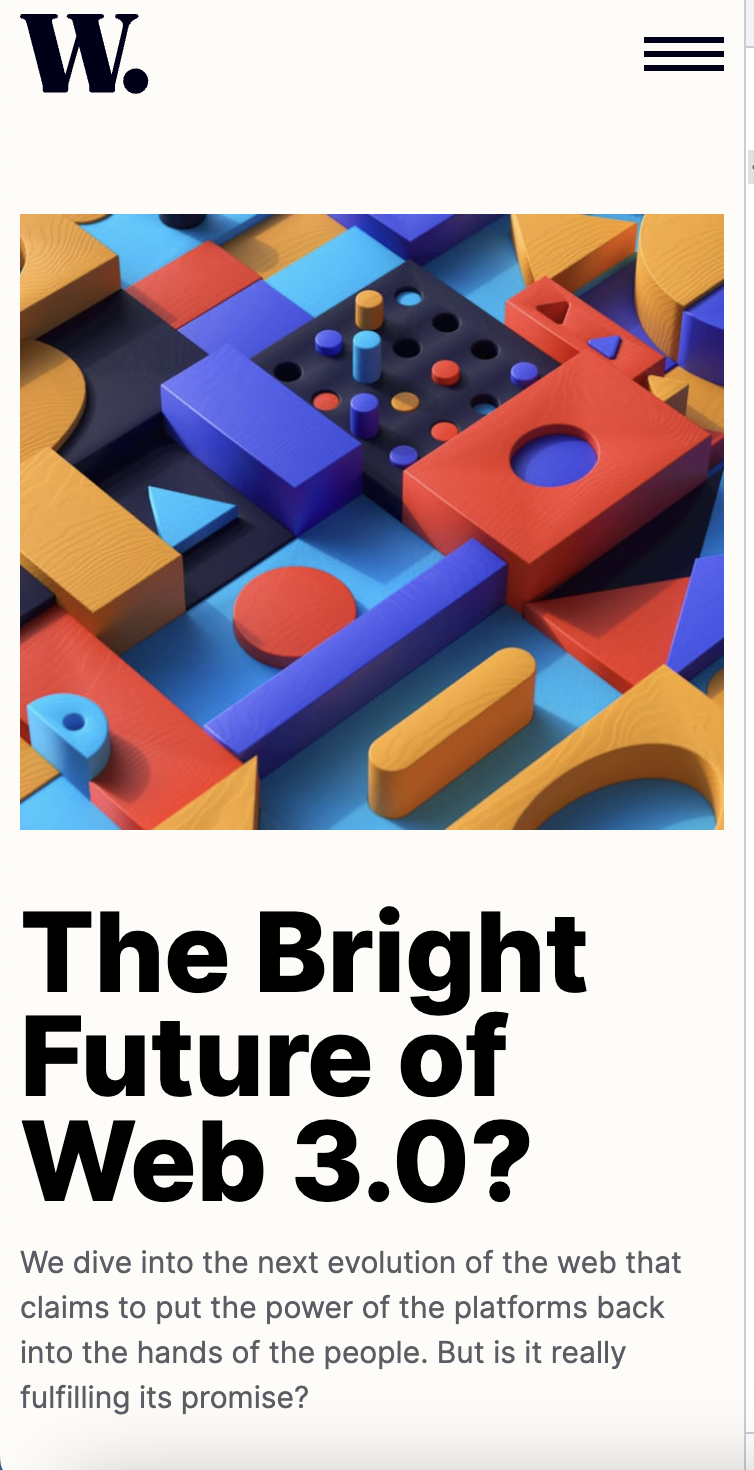 W.
The Bright
Future of
Web 3.0?
We dive into the next evolution of the web that
claims to put the power of the platforms back
into the hands of the people. But is it really
fulfilling its promise?